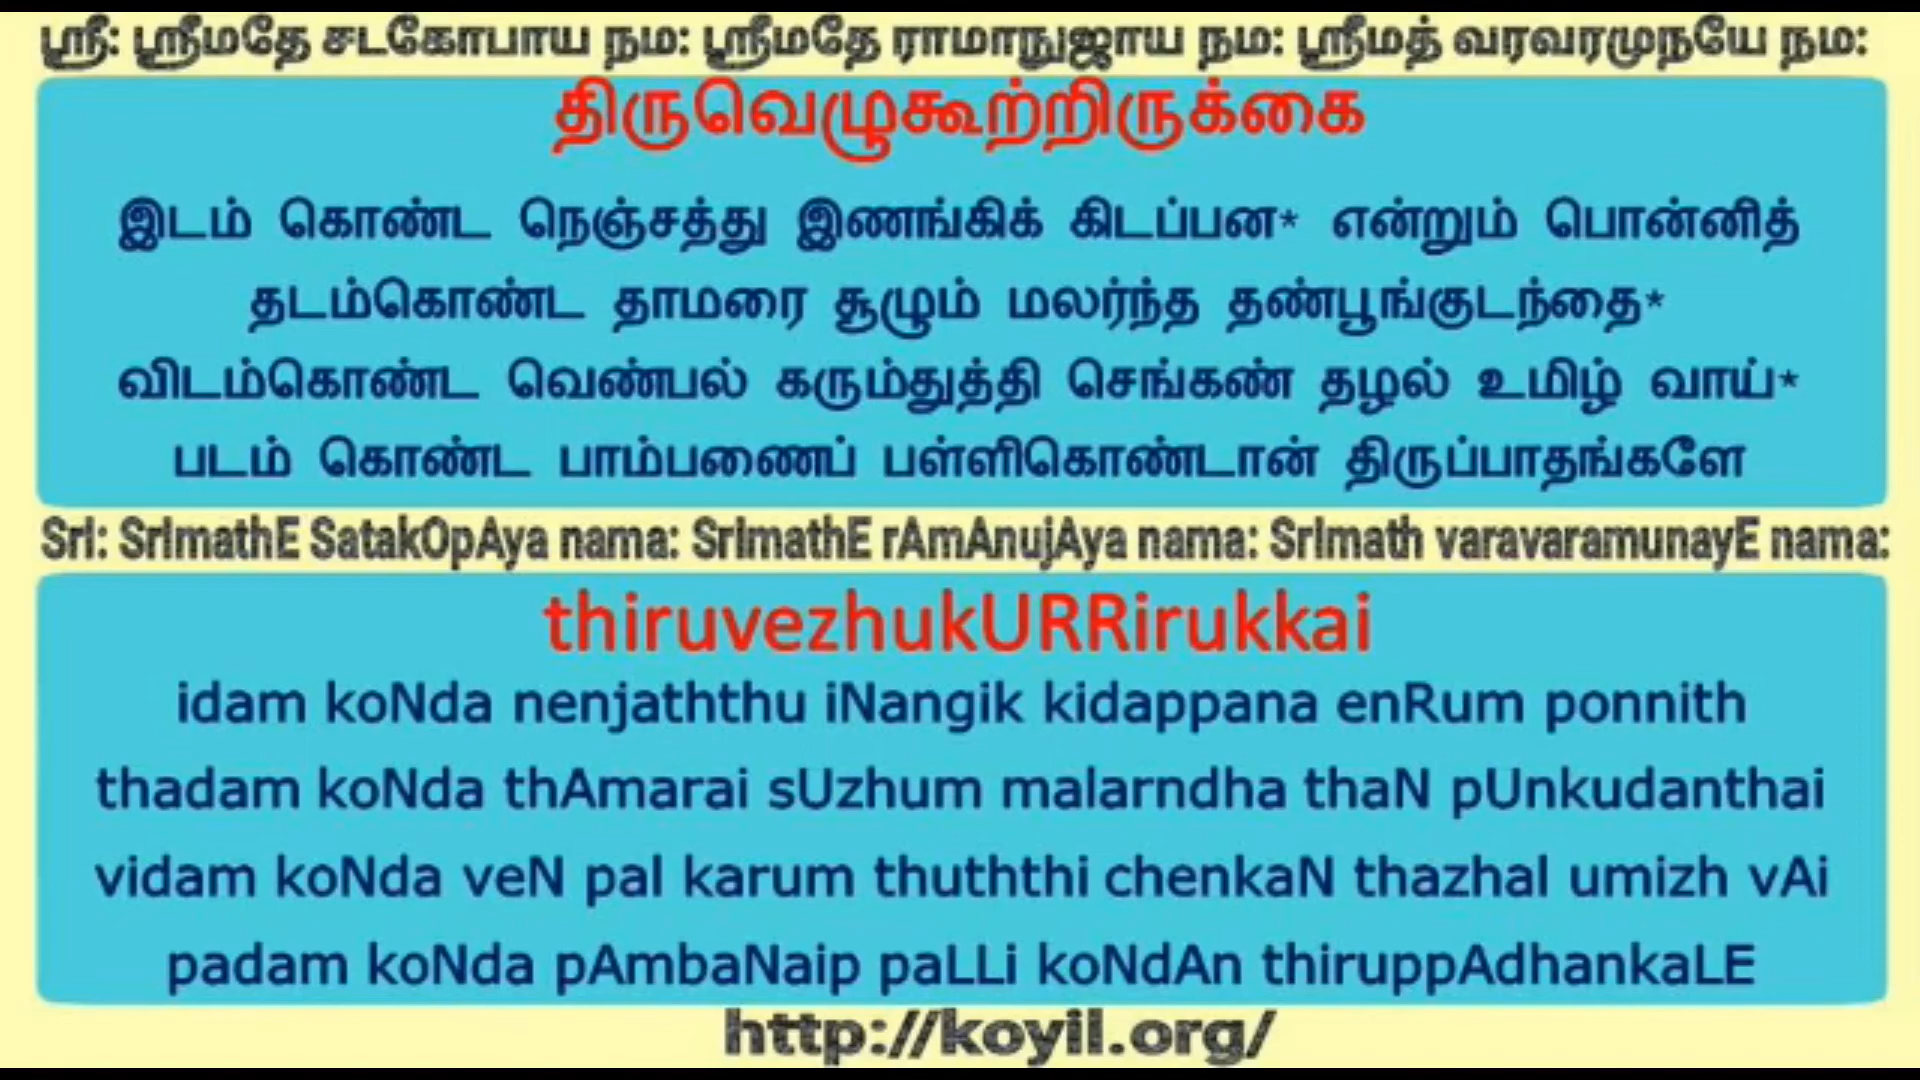 ஸ்ரீ: ஸ்ரீமதே சடகோபாய நம: ஸ்ரீமதே ராமாநுஜாய நம: ஸ்ரீமத் வரவரமுநயே நம:
திருவெழுகூற்றிருக்கை
இடம் கொண்ட நெஞ்சத்து இணங்கிக் கிடப்பன* என்றும் பொன்னித்
தடம்கொண்ட தாமரை சூழும் மலர்ந்த தண்பூங்குடந்தை*
விடம்கொண்ட வெண்பல் கரும்துத்தி செங்கண் தழல் உமிழ் வாய்*
படம் கொண்ட பாம்பணைப் பள்ளிகொண்டான் திருப்பாதங்களே
SrI: SrImathE SatakOpAya nama: SrImathE rAmAnujAya nama: SrImath varavaramunayE nama:
thiruvezhukURRirukkai
idam koNda nenjaththu iNangik kidappana enRum ponnith
thadam koNda thAmarai sUzhum malarndha thaN pUnkudanthai
vidam koNda veN pal karum thuththi chenkaN thazhal umizh vAi
padam koNda pAmbaNaip paLLi koNdAn thiruppAdhankaLE
http://koyil.org/